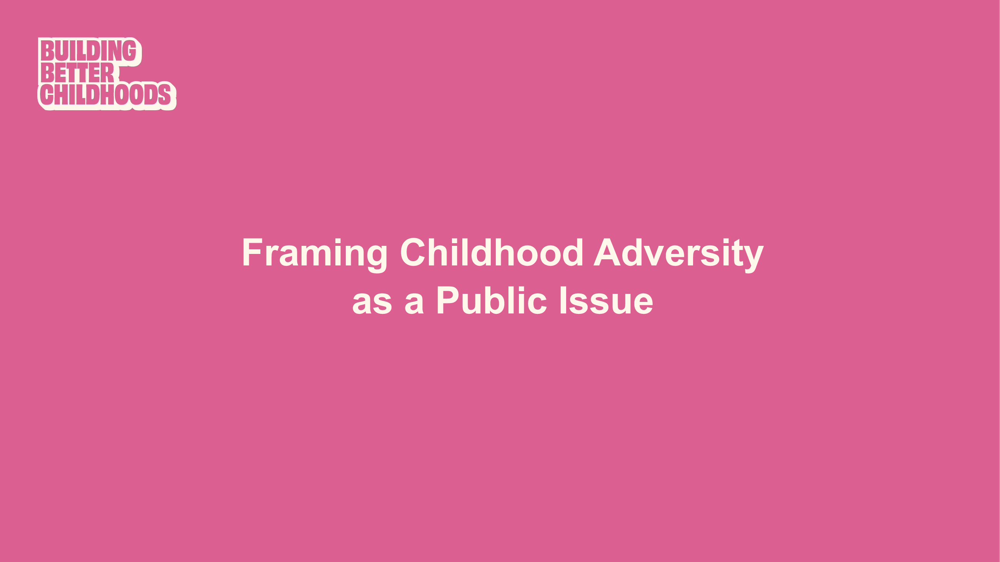 BUILDING
BETTER
CHILDHOODS
Framing Childhood Adversity
as a Public Issue